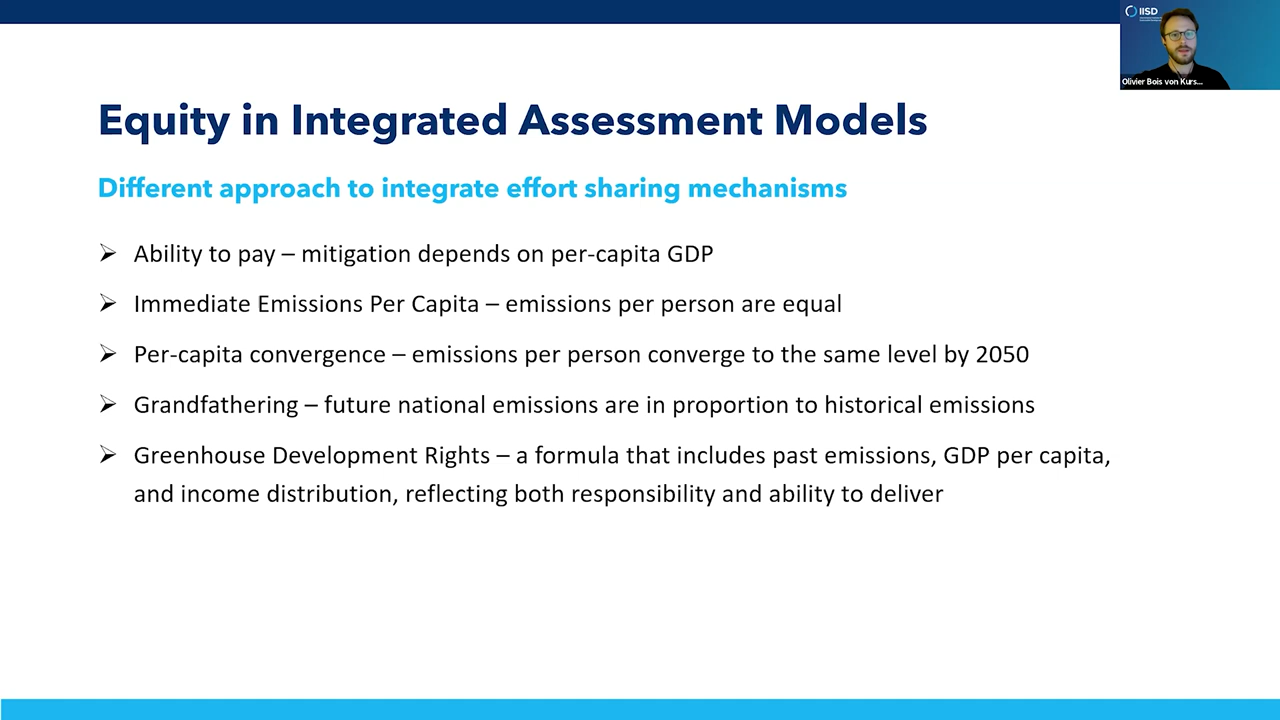 IISD
Olivier Bois von Kurs...
Equity in Integrated Assessment Models
Different approach to integrate effort sharing mechanisms
➢ Ability to pay – mitigation depends on per-capita GDP
➢ Immediate Emissions Per Capita – emissions per person are equal
➢ Per-capita convergence – emissions per person converge to the same level by 2050
➢ Grandfathering – future national emissions are in proportion to historical emissions
➢ Greenhouse Development Rights – a formula that includes past emissions, GDP per capita,
and income distribution, reflecting both responsibility and ability to deliver